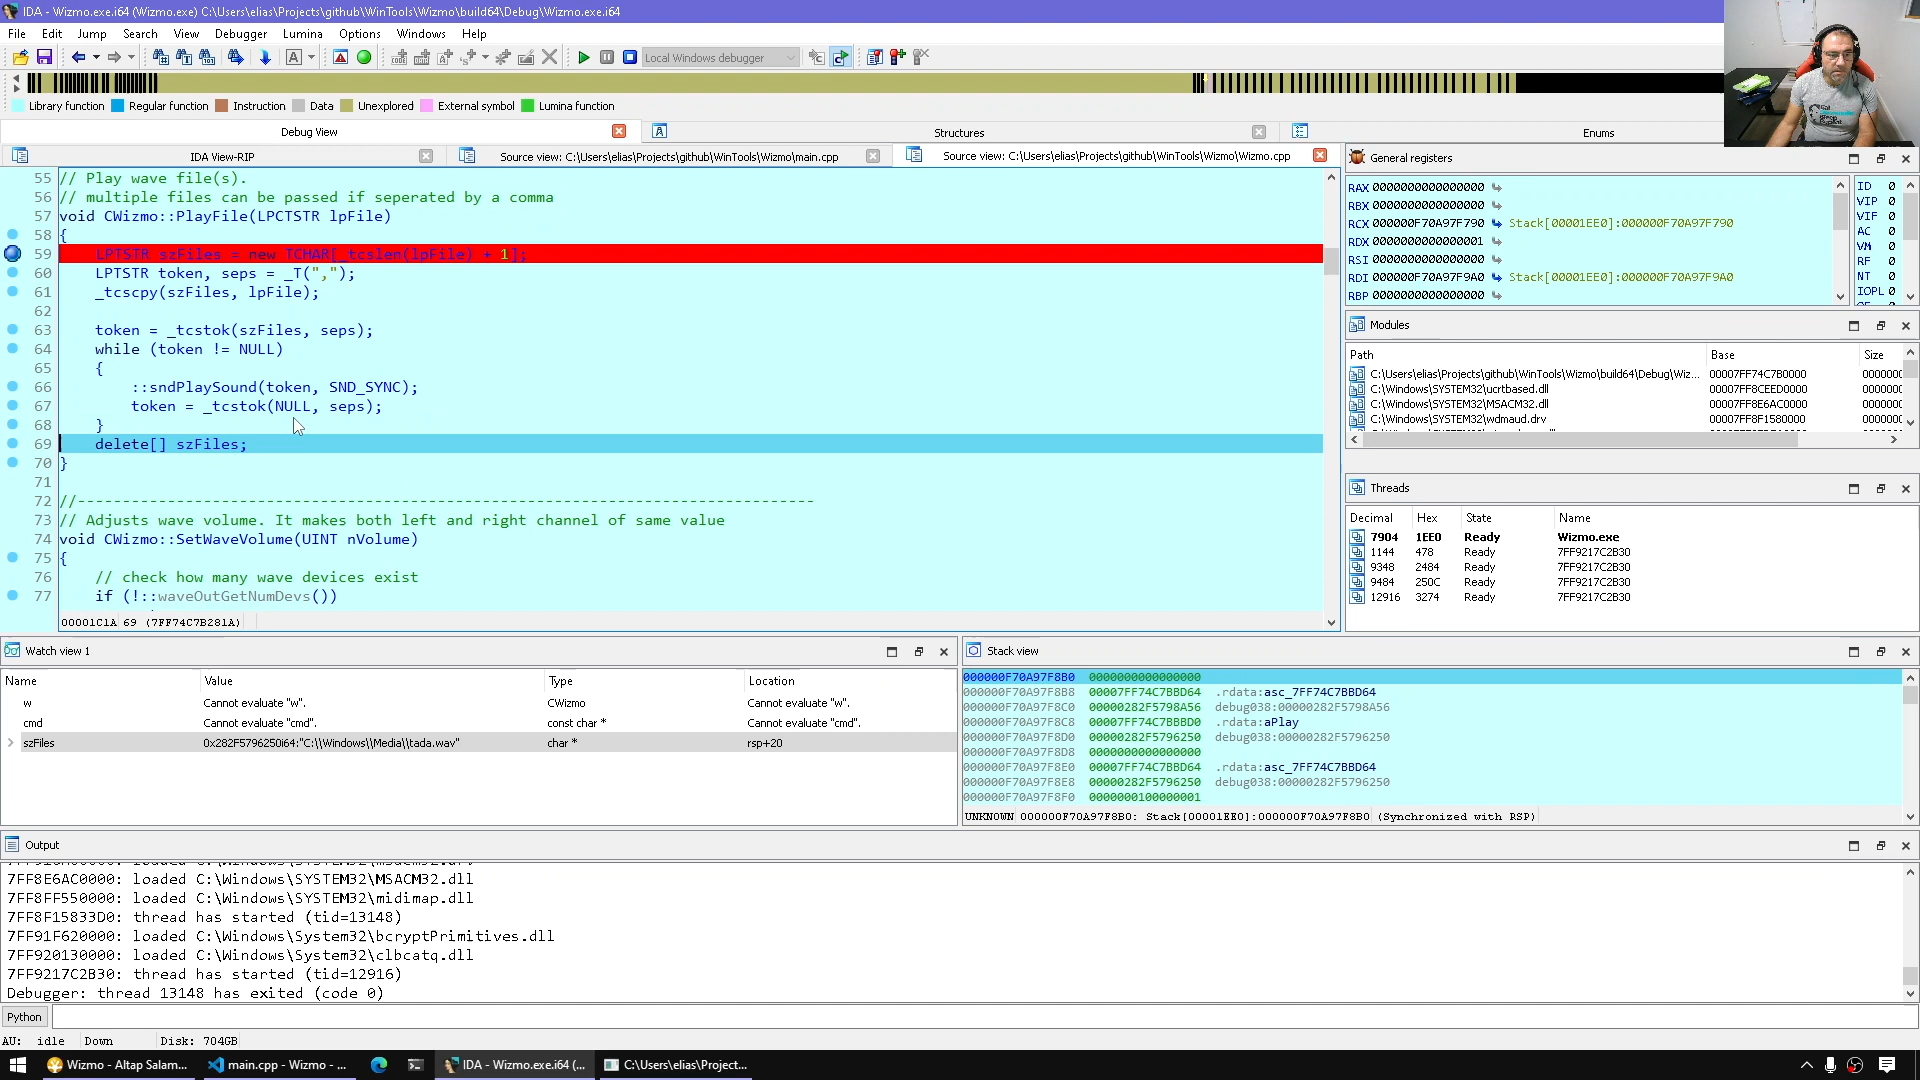 IDA - Wizmo.exe.i64 (Wizmo.exe) C:\Users\elias\Projects\github\WinTools\Wizmo\build64\Debug\Wizmo.exe.i64
File Edit Jump Search View Debugger Lumina Options Windows Help
Local Windows debugger
Library function Regular function Instruction Data Unexplored External symbol Lumina function
Debug View Structures Enums
IDA View-RIP Source view: C:\Users\elias\Projects\github\WinTools\Wizmo\main.cpp Source view: C:\Users\elias\Projects\github\WinTools\Wizmo\Wizmo.cpp
55 // Play wave file(s).
56 // multiple files can be passed if seperated by a comma
57 void CWizmo::PlayFile(LPCTSTR lpFile)
58 {
59 LPTSTR szFiles = new TCHAR[_tcslen(lpFile) + 1];
60 LPTSTR token, seps = _T(",");
61 _tcscpy(szFiles, lpFile);
62
63 token = _tcstok(szFiles, seps);
64 while (token != NULL)
65 {
66 ::sndPlaySound(token, SND_SYNC);
67 token = _tcstok(NULL, seps);
68 }
69 delete[] szFiles;
70 }
71
72 //----------------------------------------------------------------------------------
73 // Adjusts wave volume. It makes both left and right channel of same value
74 void CWizmo::SetWaveVolume(UINT nVolume)
75 {
76 // check how many wave devices exist
77 if (!::waveOutGetNumDevs())
00001C1A 69 (7FF74C7B281A)
General registers
RAX 0000000000000000
RBX 0000000000000000
RCX 000000F70A97F790 Stack[00001EE0]:000000F70A97F790
RDX 0000000000000001
RSI 0000000000000000
RDI 000000F70A97F9A0 Stack[00001EE0]:000000F70A97F9A0
RBP 0000000000000000
ID 0
VIP 0
VIF 0
AC 0
VM 0
RF 0
NT 0
IOPL 0
Modules
Path Base Size
C:\Users\elias\Projects\github\WinTools\Wizmo\build64\Debug\Wiz... 00007FF74C7B0000 0000000
C:\Windows\SYSTEM32\ucrtbased.dll 00007FF8CEED0000 0000000
C:\Windows\SYSTEM32\MSACM32.dll 00007FF8E6AC0000 0000000
C:\Windows\SYSTEM32\wdmaud.drv 00007FF8F1580000 0000000
Threads
Decimal Hex State Name
7904 1EE0 Ready Wizmo.exe
1144 478 Ready 7FF9217C2B30
9348 2484 Ready 7FF9217C2B30
9484 250C Ready 7FF9217C2B30
12916 3274 Ready 7FF9217C2B30
Watch view 1
Name Value Type Location
w Cannot evaluate "w". CWizmo Cannot evaluate "w".
cmd Cannot evaluate "cmd". const char * Cannot evaluate "cmd".
szFiles 0x282F5796250i64:"C:\\Windows\\Media\\tada.wav" char * rsp+20
Stack view
000000F70A97F8B0 0000000000000000
000000F70A97F8B8 00007FF74C7BBD64 .rdata:asc_7FF74C7BBD64
000000F70A97F8C0 00000282F5798A56 debug038:00000282F5798A56
000000F70A97F8C8 00007FF74C7BBBD0 .rdata:aPlay
000000F70A97F8D0 00000282F5796250 debug038:00000282F5796250
000000F70A97F8D8 0000000000000000
000000F70A97F8E0 00007FF74C7BBD64 .rdata:asc_7FF74C7BBD64
000000F70A97F8E8 00000282F5796250 debug038:00000282F5796250
000000F70A97F8F0 0000000100000001
UNKNOWN 000000F70A97F8B0: Stack[00001EE0]:000000F70A97F8B0 (Synchronized with RSP)
Output
7FF8E6AC0000: loaded C:\Windows\SYSTEM32\MSACM32.dll
7FF8FF550000: loaded C:\Windows\SYSTEM32\midimap.dll
7FF8F15833D0: thread has started (tid=13148)
7FF91F620000: loaded C:\Windows\System32\bcryptPrimitives.dll
7FF920130000: loaded C:\Windows\System32\clbcatq.dll
7FF9217C2B30: thread has started (tid=12916)
Debugger: thread 13148 has exited (code 0)
Python
AU: idle Down Disk: 704GB
Wizmo - Altap Salam... main.cpp - Wizmo - ... IDA - Wizmo.exe.i64 (... C:\Users\elias\Project...